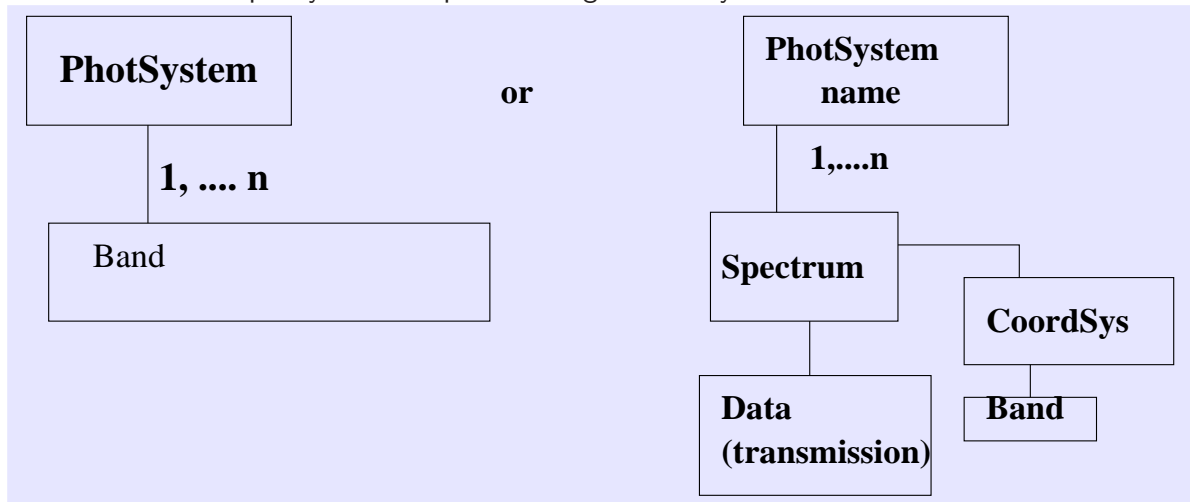 PhotSystem
1, .... n
Band
or
PhotSystem
name
1,....n
Spectrum
CoordSys
Band
Data
(transmission)